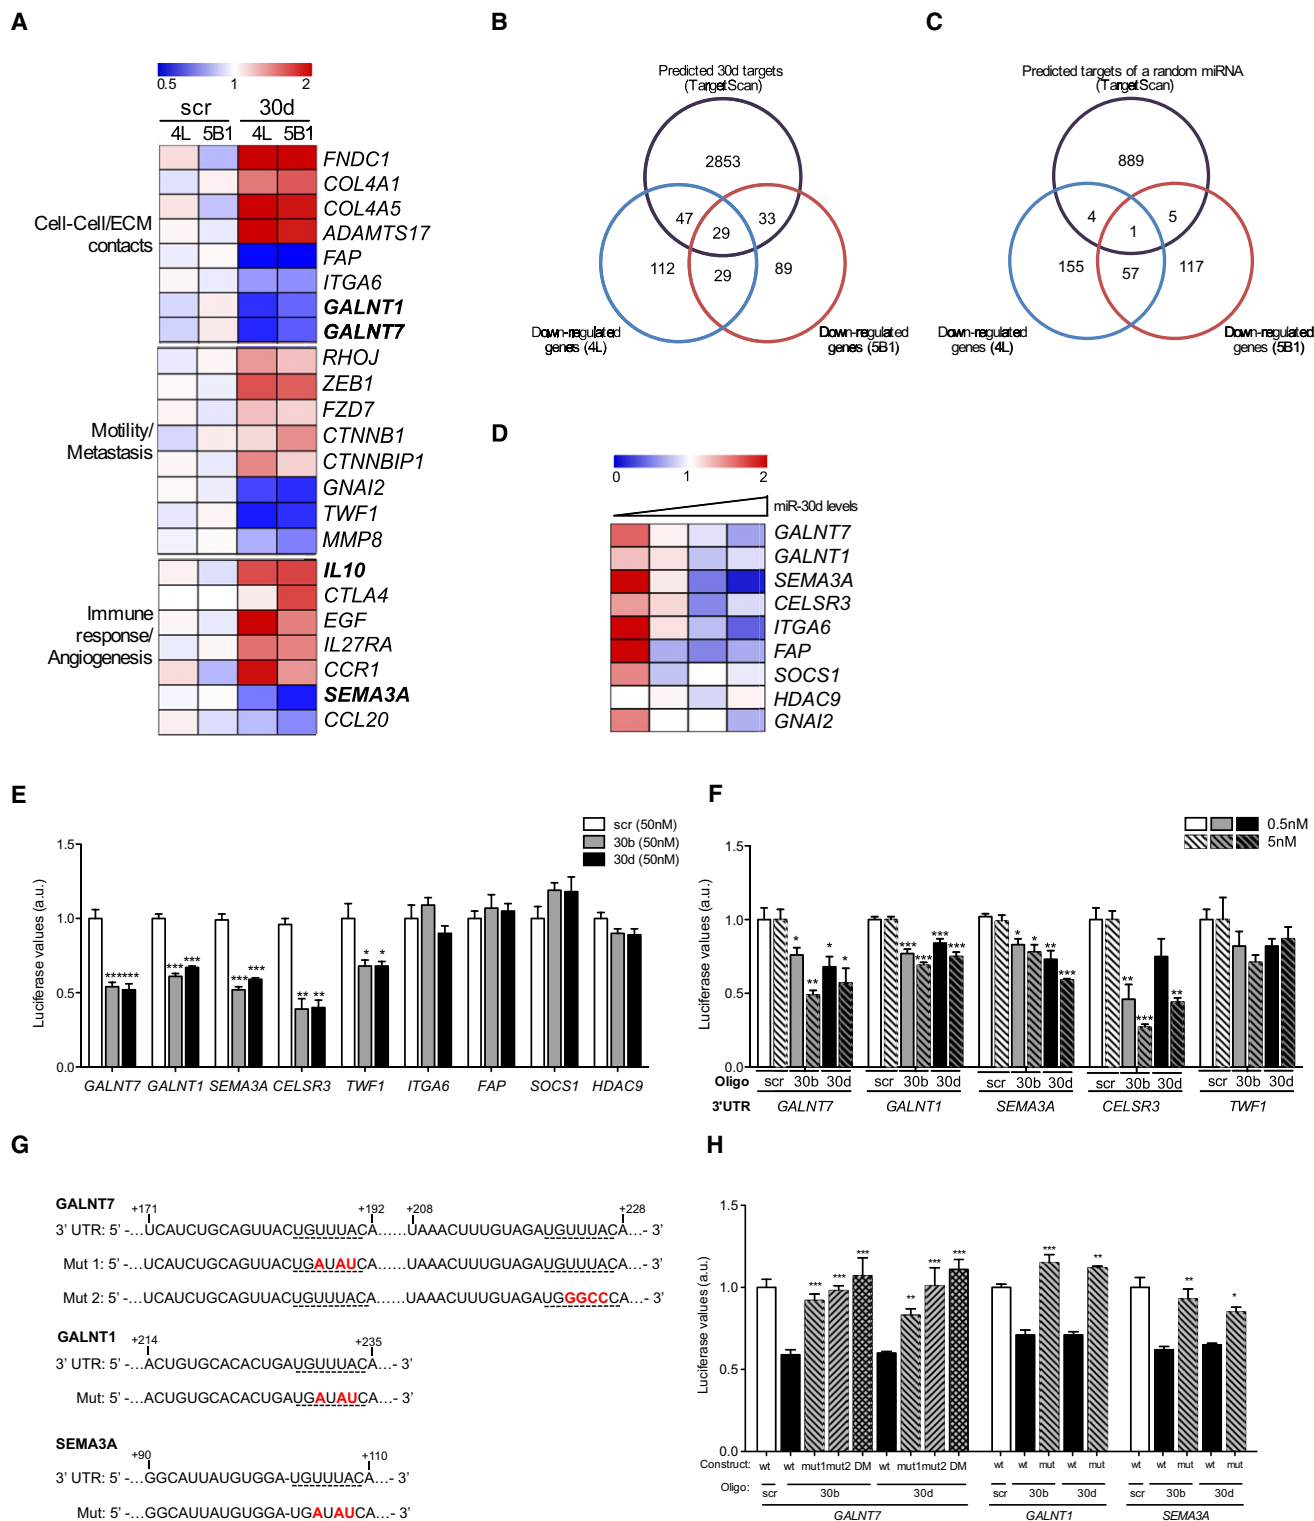 A
0.5 1 2
scr 30d
4L 5B1 4L 5B1
Cell-Cell/ECM
contacts
FNDC1
COL4A1
COL4A5
ADAMTS17
FAP
ITGA6
GALNT1
GALNT7
Motility/
Metastasis
RHOJ
ZEB1
FZD7
CTNNB1
CTNNBIP1
GNAI2
TWF1
MMP8
Immune
response/
Angiogenesis
IL10
CTLA4
EGF
IL27RA
CCR1
SEMA3A
CCL20
B
Predicted 30d targets
(TargetScan)
2853
47 33
29
112 29 89
Down-regulated
genes (4L)
Down-regulated
genes (5B1)
C
Predicted targets of a random miRNA
(TargetScan)
889
4 5
1
155 57 117
Down-regulated
genes (4L)
Down-regulated
genes (5B1)
D
0 1 2
miR-30d levels
GALNT7
GALNT1
SEMA3A
CELSR3
ITGA6
FAP
SOCS1
HDAC9
GNAI2
E
scr (50nM)
30b (50nM)
30d (50nM)
Luciferase values (a.u.)
1.5
1.0
0.5
0.0
*** *** *** *** *** *** ** ** * *
GALNT7 GALNT1 SEMA3A CELSR3 TWF1 ITGA6 FAP SOCS1 HDAC9
F
0.5nM
5nM
Luciferase values (a.u.)
1.5
1.0
0.5
0.0
* ** * * *** *** *** *** * * ** *** ** *** **
Oligo scr 30b 30d scr 30b 30d scr 30b 30d scr 30b 30d scr 30b 30d
3'UTR GALNT7 GALNT1 SEMA3A CELSR3 TWF1
G
GALNT7
+171 +192 +208 +228
3' UTR: 5' -...UCAUCUGCAGUUACUGUUUACA......UAAACUUUGUAGAUGUUUACA...- 3'
Mut 1: 5' -...UCAUCUGCAGUUACUGAUAUCA......UAAACUUUGUAGAUGUUUACA...- 3'
Mut 2: 5' -...UCAUCUGCAGUUACUGUUUACA......UAAACUUUGUAGAUGGGCCCA...- 3'
GALNT1
+214 +235
3' UTR: 5' -...ACUGUGCACACUGAUGUUUACA...- 3'
Mut: 5' -...ACUGUGCACACUGAUGAUAUCA...- 3'
SEMA3A
+90 +110
3' UTR: 5' -...GGCAUUAUGUGGA-UGUUUACA...- 3'
Mut: 5' -...GGCAUUAUGUGGA-UGAUAUCA...- 3'
H
Luciferase values (a.u.)
1.5
1.0
0.5
0.0
*** *** *** ** *** *** *** ** ** *
Construct: wt wt mut1 mut2 DM wt mut1 mut2 DM wt wt mut wt mut wt wt mut wt mut
Oligo: scr 30b 30d scr 30b 30d scr 30b 30d
GALNT7 GALNT1 SEMA3A